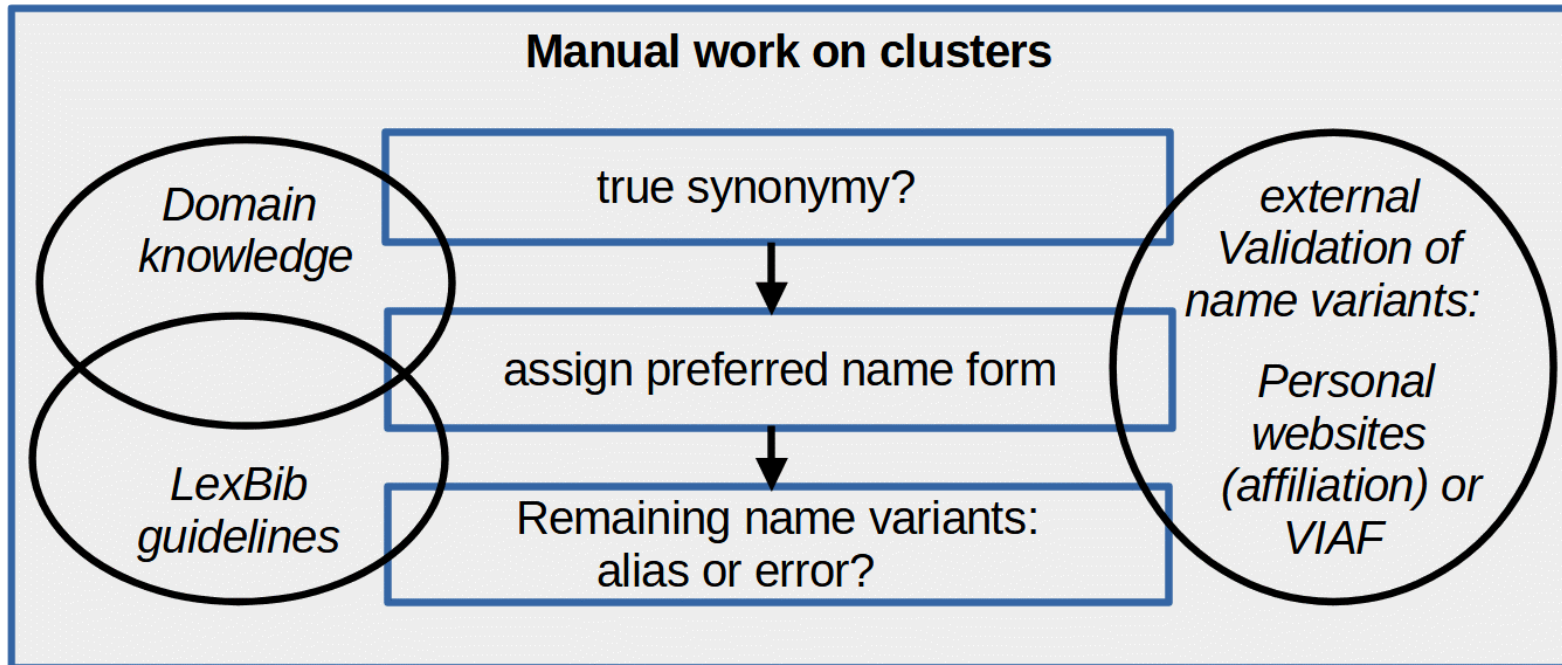 Manual work on clusters
Domain
knowledge
LexBib
guidelines
true synonymy?
assign preferred name form
Remaining name variants:
alias or error?
external
Validation of
name variants:
Personal
websites
(affiliation) or
VIAF